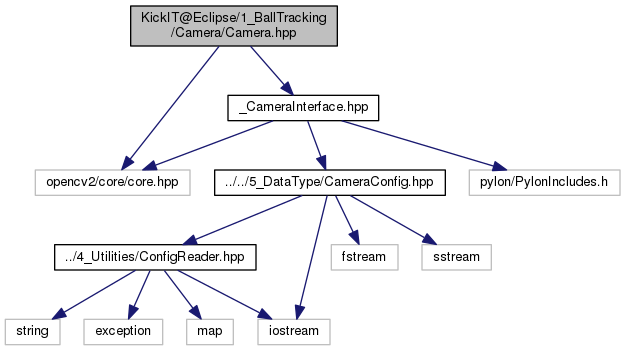 KickIT@Eclipse/1_BallTracking
/Camera/Camera.hpp
_CameraInterface.hpp
opencv2/core/core.hpp
../../5_DataType/CameraConfig.hpp
pylon/PylonIncludes.h
../4_Utilities/ConfigReader.hpp
fstream
sstream
string
exception
map
iostream